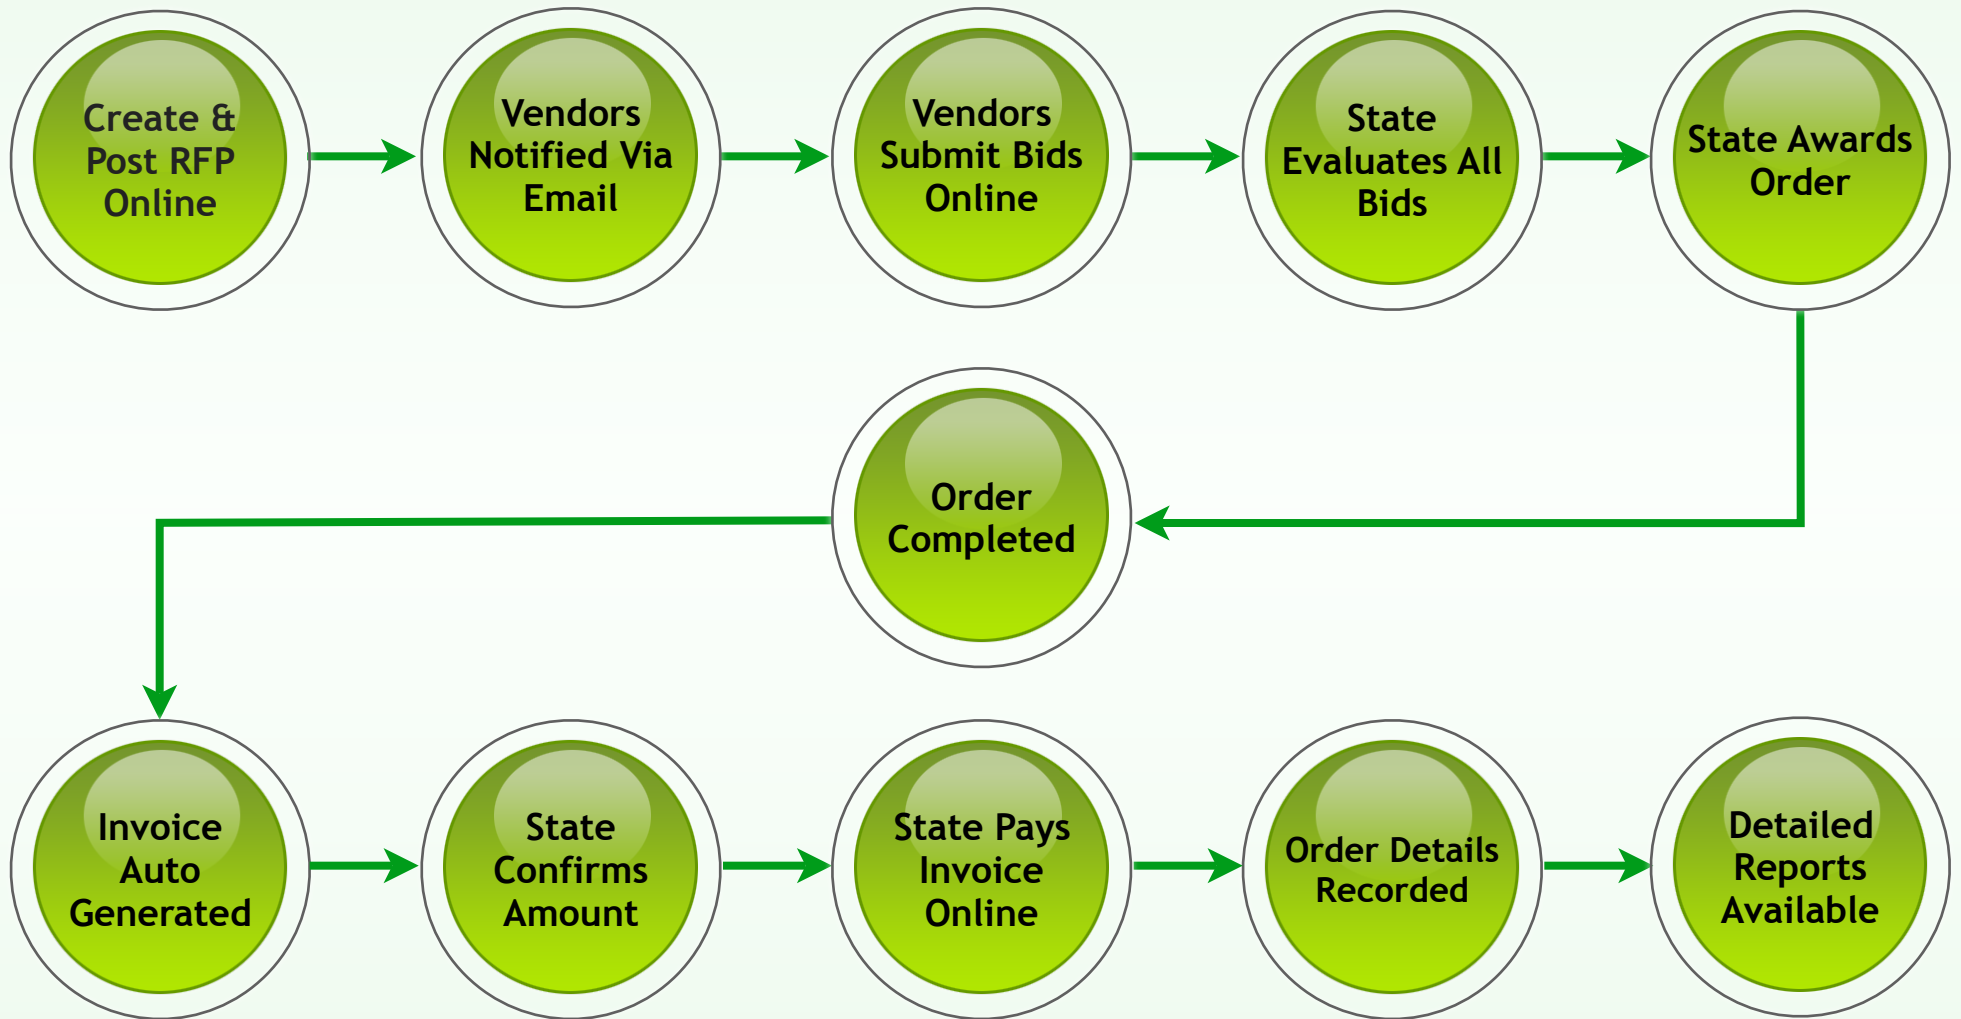 Create &
Post RFP
Online
Vendors
Notified Via
Email
Vendors
Submit Bids
Online
State
Evaluates All
Bids
State Awards
Order
Order
Completed
Invoice
Auto
Generated
State
Confirms
Amount
State Pays
Invoice
Online
Order Details
Recorded
Detailed
Reports
Available